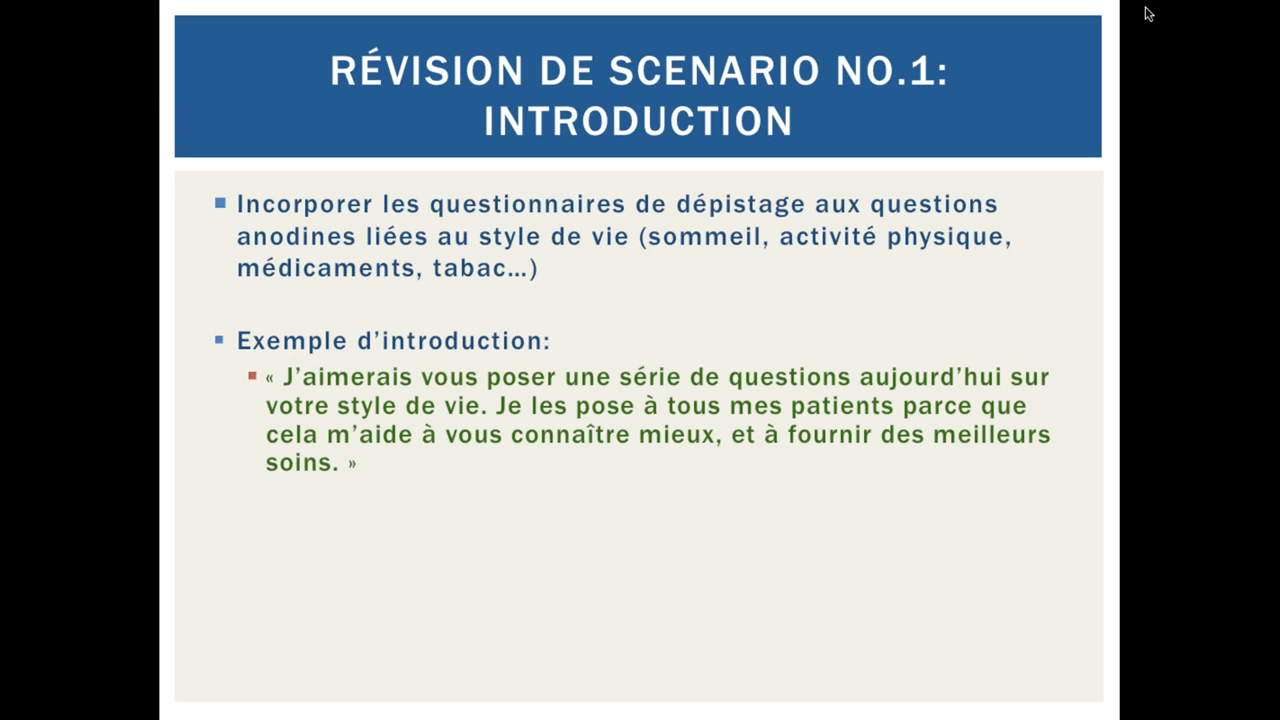 RÉVISION DE SCENARIO NO.1:
INTRODUCTION
Incorporer les questionnaires de dépistage aux questions
anodines liées au style de vie (sommeil, activité physique,
médicaments, tabac…)
Exemple d’introduction:
« J’aimerais vous poser une série de questions aujourd’hui sur
votre style de vie. Je les pose à tous mes patients parce que
cela m’aide à vous connaître mieux, et à fournir des meilleurs
soins. »